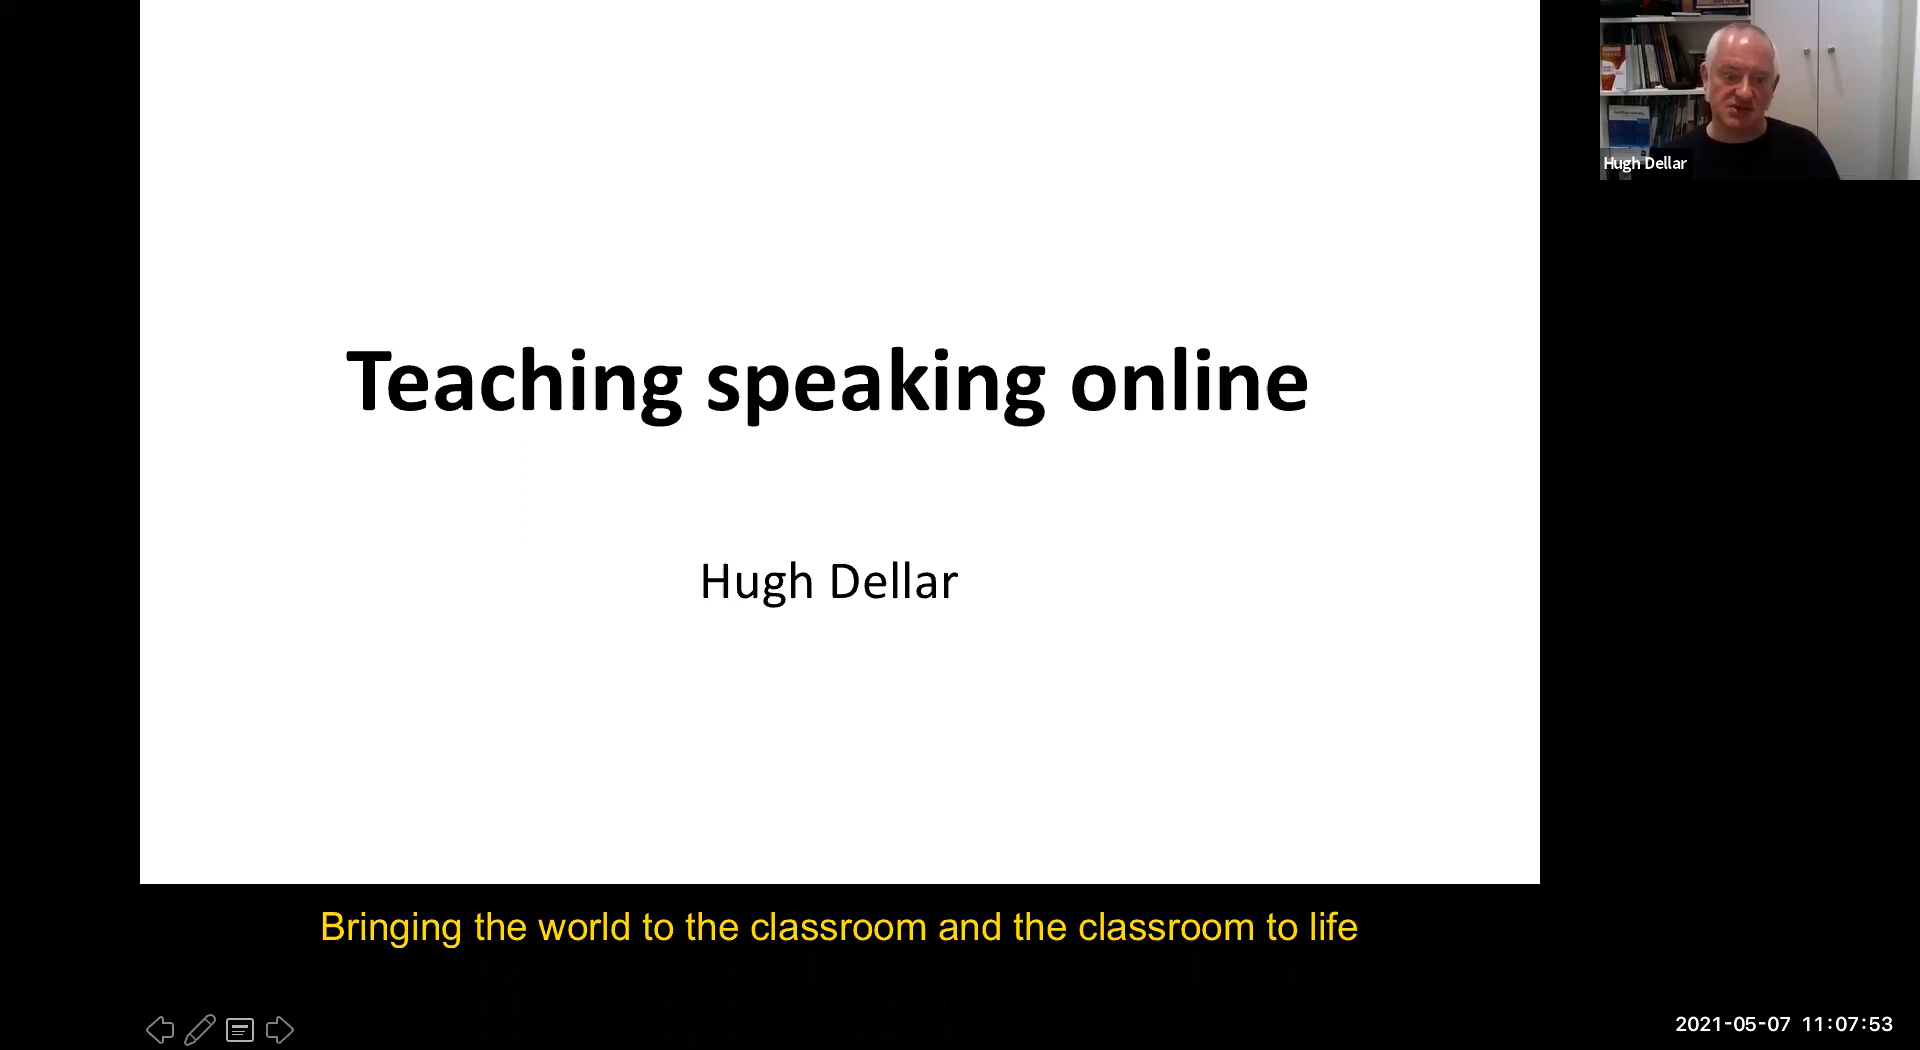 Teaching speaking online
Hugh Dellar
Bringing the world to the classroom and the classroom to life
Hugh Dellar
2021-05-07 11:07:53